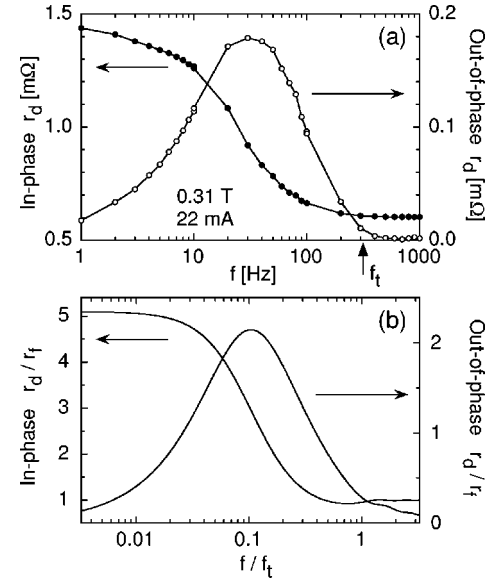 (a)
In-phase r_d [mΩ]
1.5
1.0
0.5
0.2
0.1
0.0
Out-of-phase r_d [mΩ]
0.31 T
22 mA
1 10 100 1000
f [Hz] f_t
(b)
In-phase r_d / r_f
5
4
3
2
1
2
1
0
Out-of-phase r_d / r_f
0.01 0.1 1
f / f_t